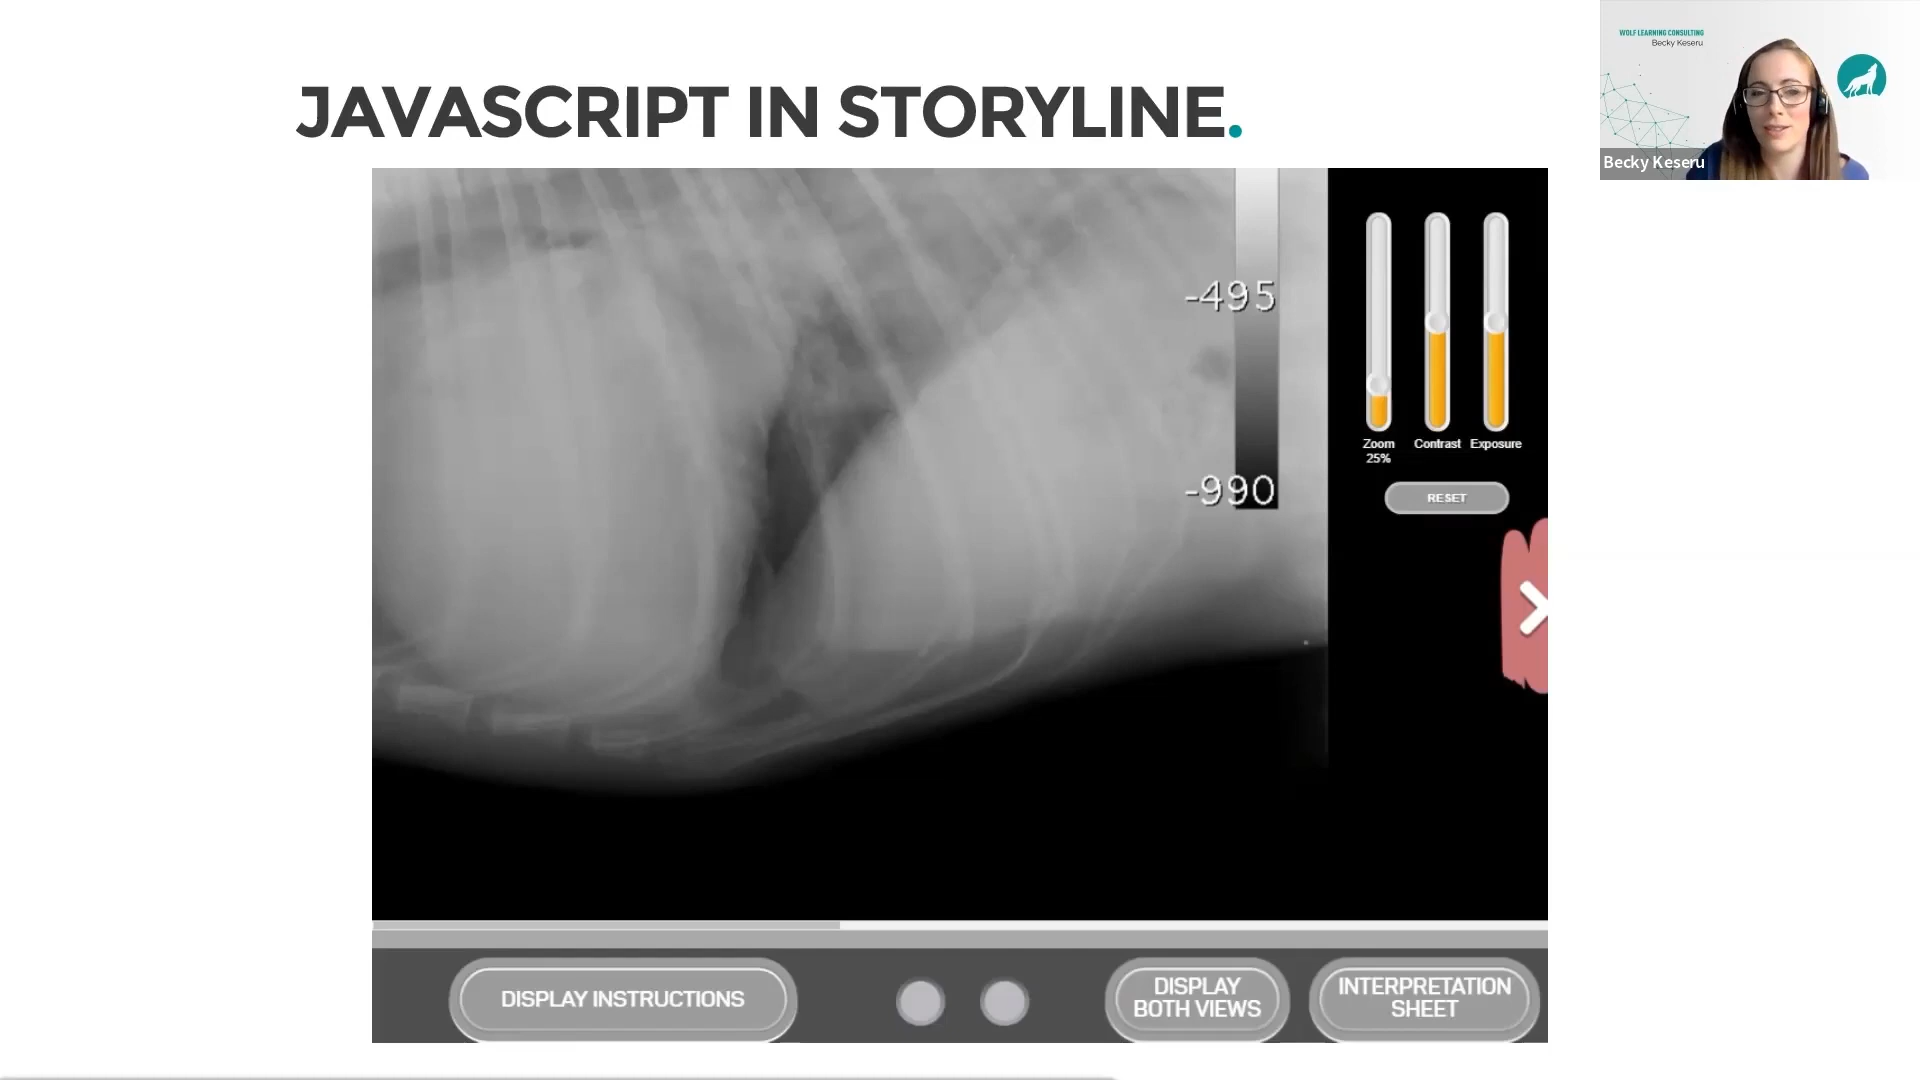 JAVASCRIPT IN STORYLINE.
WOLF LEARNING CONSULTING
Becky Keseru
Becky Keseru
-495
-990
Zoom
25%
Contrast
Exposure
RESET
DISPLAY INSTRUCTIONS
DISPLAY
BOTH VIEWS
INTERPRETATION
SHEET